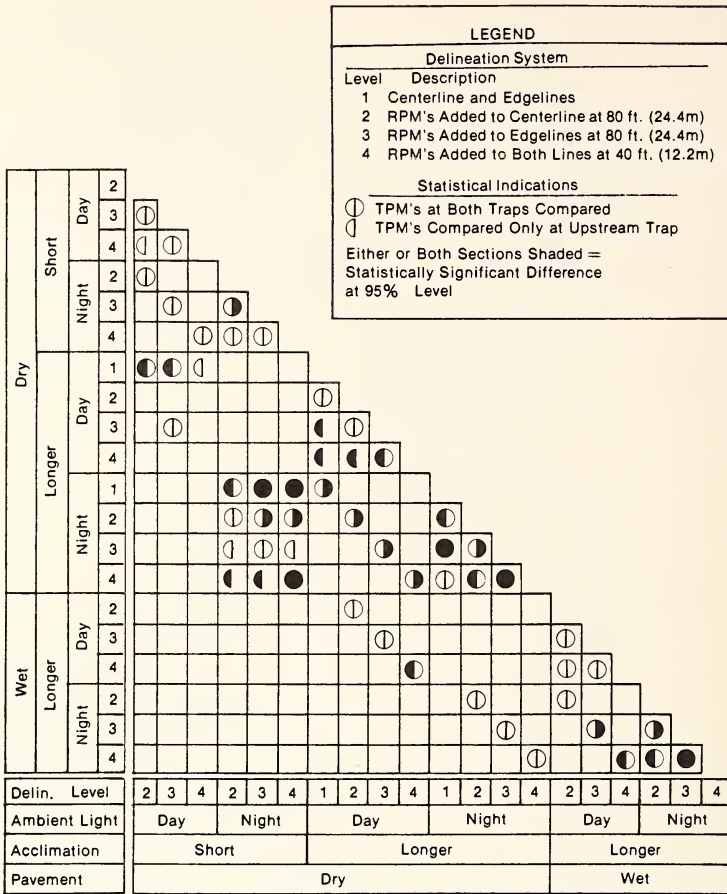 LEGEND
Delineation System
Level Description
1 Centerline and Edgelines
2 RPM's Added to Centerline at 80 ft. (24.4m)
3 RPM's Added to Edgelines at 80 ft. (24.4m)
4 RPM's Added to Both Lines at 40 ft. (12.2m)
Statistical Indications
TPM's at Both Traps Compared
TPM's Compared Only at Upstream Trap
Either or Both Sections Shaded =
Statistically Significant Difference
at 95% Level
Dry
Short
Day
2
3
4
Night
2
3
4
Longer
Day
1
2
3
4
Night
1
2
3
4
Wet
Longer
Day
2
3
4
Night
2
3
4
Delin. Level 2 3 4 2 3 4 1 2 3 4 1 2 3 4 2 3 4 2 3 4
Ambient Light Day Night Day Night Day Night
Acclimation Short Longer Longer
Pavement Dry Wet